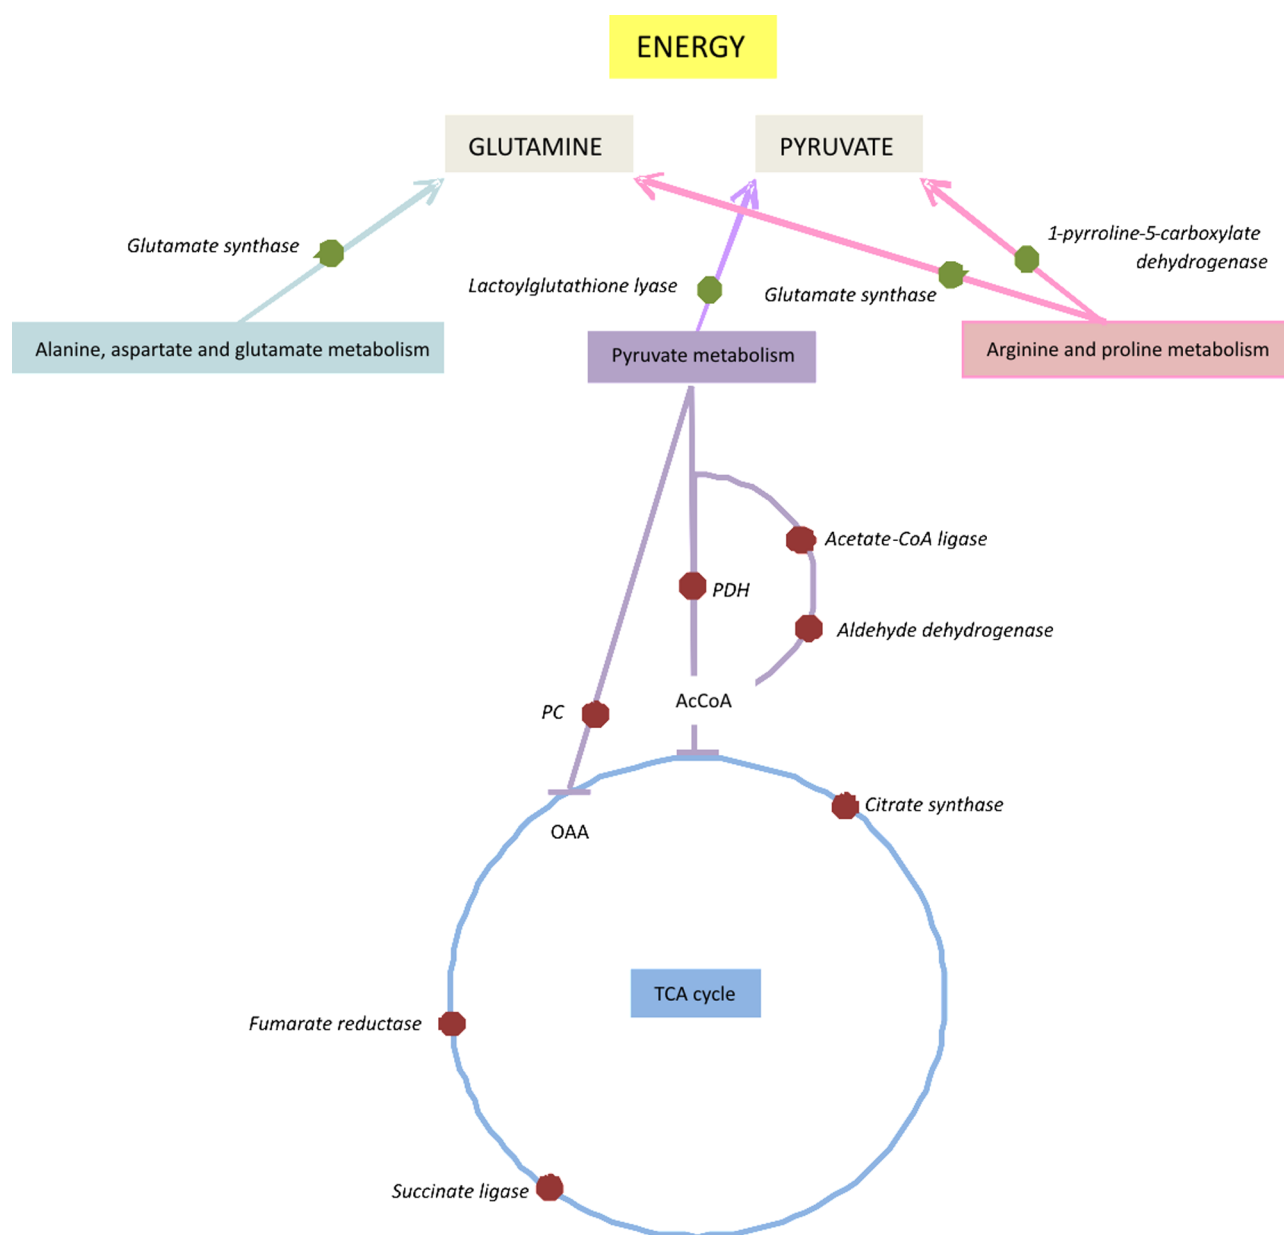 ENERGY
GLUTAMINE
PYRUVATE
Glutamate synthase
1-pyrroline-5-carboxylate
dehydrogenase
Lactoylglutathione lyase
Glutamate synthase
Alanine, aspartate and glutamate metabolism
Pyruvate metabolism
Arginine and proline metabolism
Acetate-CoA ligase
PDH
Aldehyde dehydrogenase
AcCoA
PC
Citrate synthase
OAA
TCA cycle
Fumarate reductase
Succinate ligase